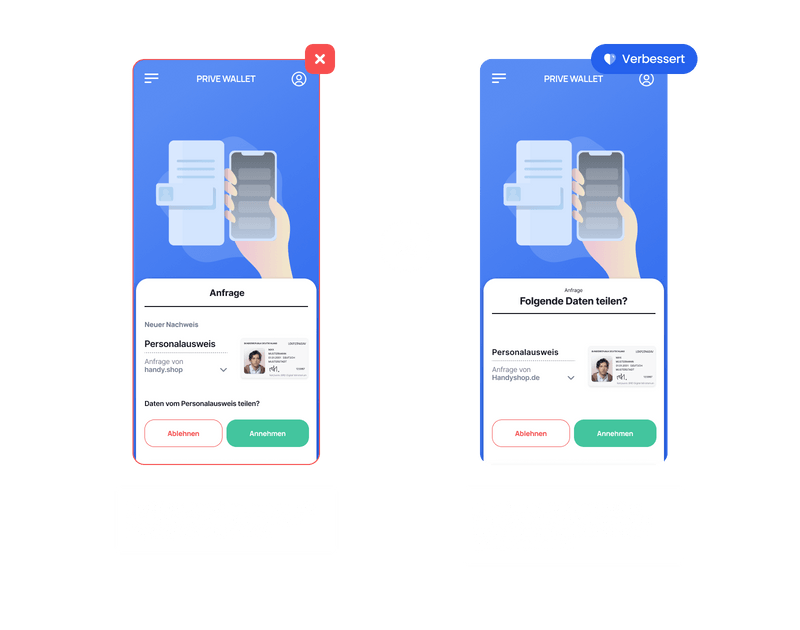 PRIVE WALLET
Anfrage
Neuer Nachweis
Personalausweis
Anfrage von
handy.shop
Daten vom Personalausweis teilen?
Ablehnen
Annehmen
Verbessert
PRIVE WALLET
Anfrage
Folgende Daten teilen?
Personalausweis
Anfrage von
Handyshop.de
Ablehnen
Annehmen